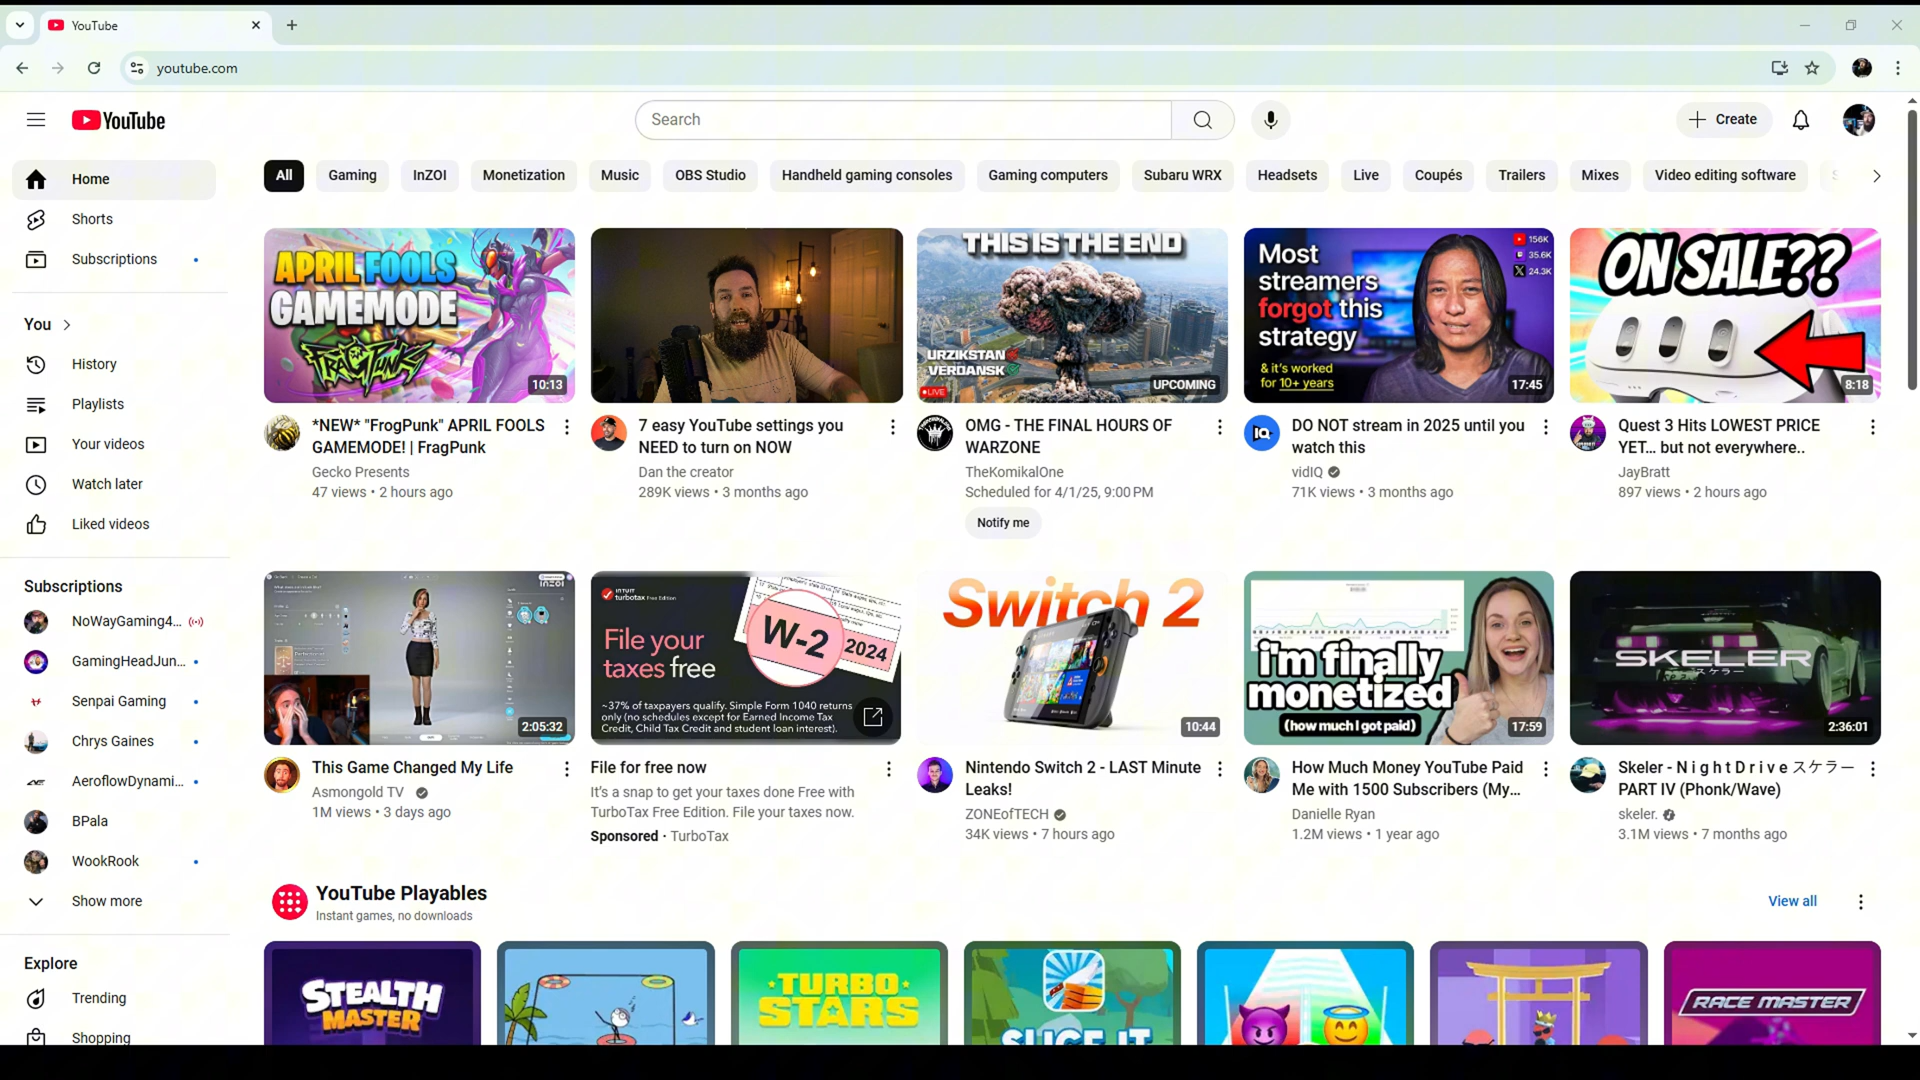 YouTube
youtube.com
YouTube
Search
Create
Home
Shorts
Subscriptions
You
History
Playlists
Your videos
Watch later
Liked videos
Subscriptions
NoWayGaming4...
GamingHeadJun...
Senpai Gaming
Chrys Gaines
AeroflowDynami...
BPala
WookRook
Show more
Explore
Trending
Shopping
All
Gaming
InZOI
Monetization
Music
OBS Studio
Handheld gaming consoles
Gaming computers
Subaru WRX
Headsets
Live
Coupés
Trailers
Mixes
Video editing software
APRIL FOOLS
GAMEMODE
FRAGPUNK
10:13
*NEW* "FrogPunk" APRIL FOOLS
GAMEMODE! | FragPunk
Gecko Presents
47 views • 2 hours ago
7 easy YouTube settings you
NEED to turn on NOW
Dan the creator
289K views • 3 months ago
THIS IS THE END
URZIKSTAN
VERDANSK
LIVE
UPCOMING
OMG - THE FINAL HOURS OF
WARZONE
TheKomikalOne
Scheduled for 4/1/25, 9:00 PM
Notify me
Most
streamers
forgot this
strategy
& it's worked
for 10+ years
156K
35.6K
24.3K
17:45
DO NOT stream in 2025 until you
watch this
vidIQ
71K views • 3 months ago
ON SALE??
8:18
Quest 3 Hits LOWEST PRICE
YET... but not everywhere..
JayBratt
897 views • 2 hours ago
inZOI
2:05:32
This Game Changed My Life
Asmongold TV
1M views • 3 days ago
INTUIT
turbotax Free Edition
File your
taxes free
W-2
2024
~37% of taxpayers qualify. Simple Form 1040 returns
only (no schedules except for Earned Income Tax
Credit, Child Tax Credit and student loan interest).
File for free now
It's a snap to get your taxes done Free with
TurboTax Free Edition. File your taxes now.
Sponsored · TurboTax
Switch 2
10:44
Nintendo Switch 2 - LAST Minute
Leaks!
ZONEofTECH
34K views • 7 hours ago
i'm finally
monetized
(how much I got paid)
17:59
How Much Money YouTube Paid
Me with 1500 Subscribers (My...
Danielle Ryan
1.2M views • 1 year ago
SKELER
スケラー
2:36:01
Skeler - N i g h t D r i v e スケラー
PART IV (Phonk/Wave)
skeler.
3.1M views • 7 months ago
YouTube Playables
Instant games, no downloads
View all
STEALTH
MASTER
TURBO
STARS
SLICE IT
RACE MASTER